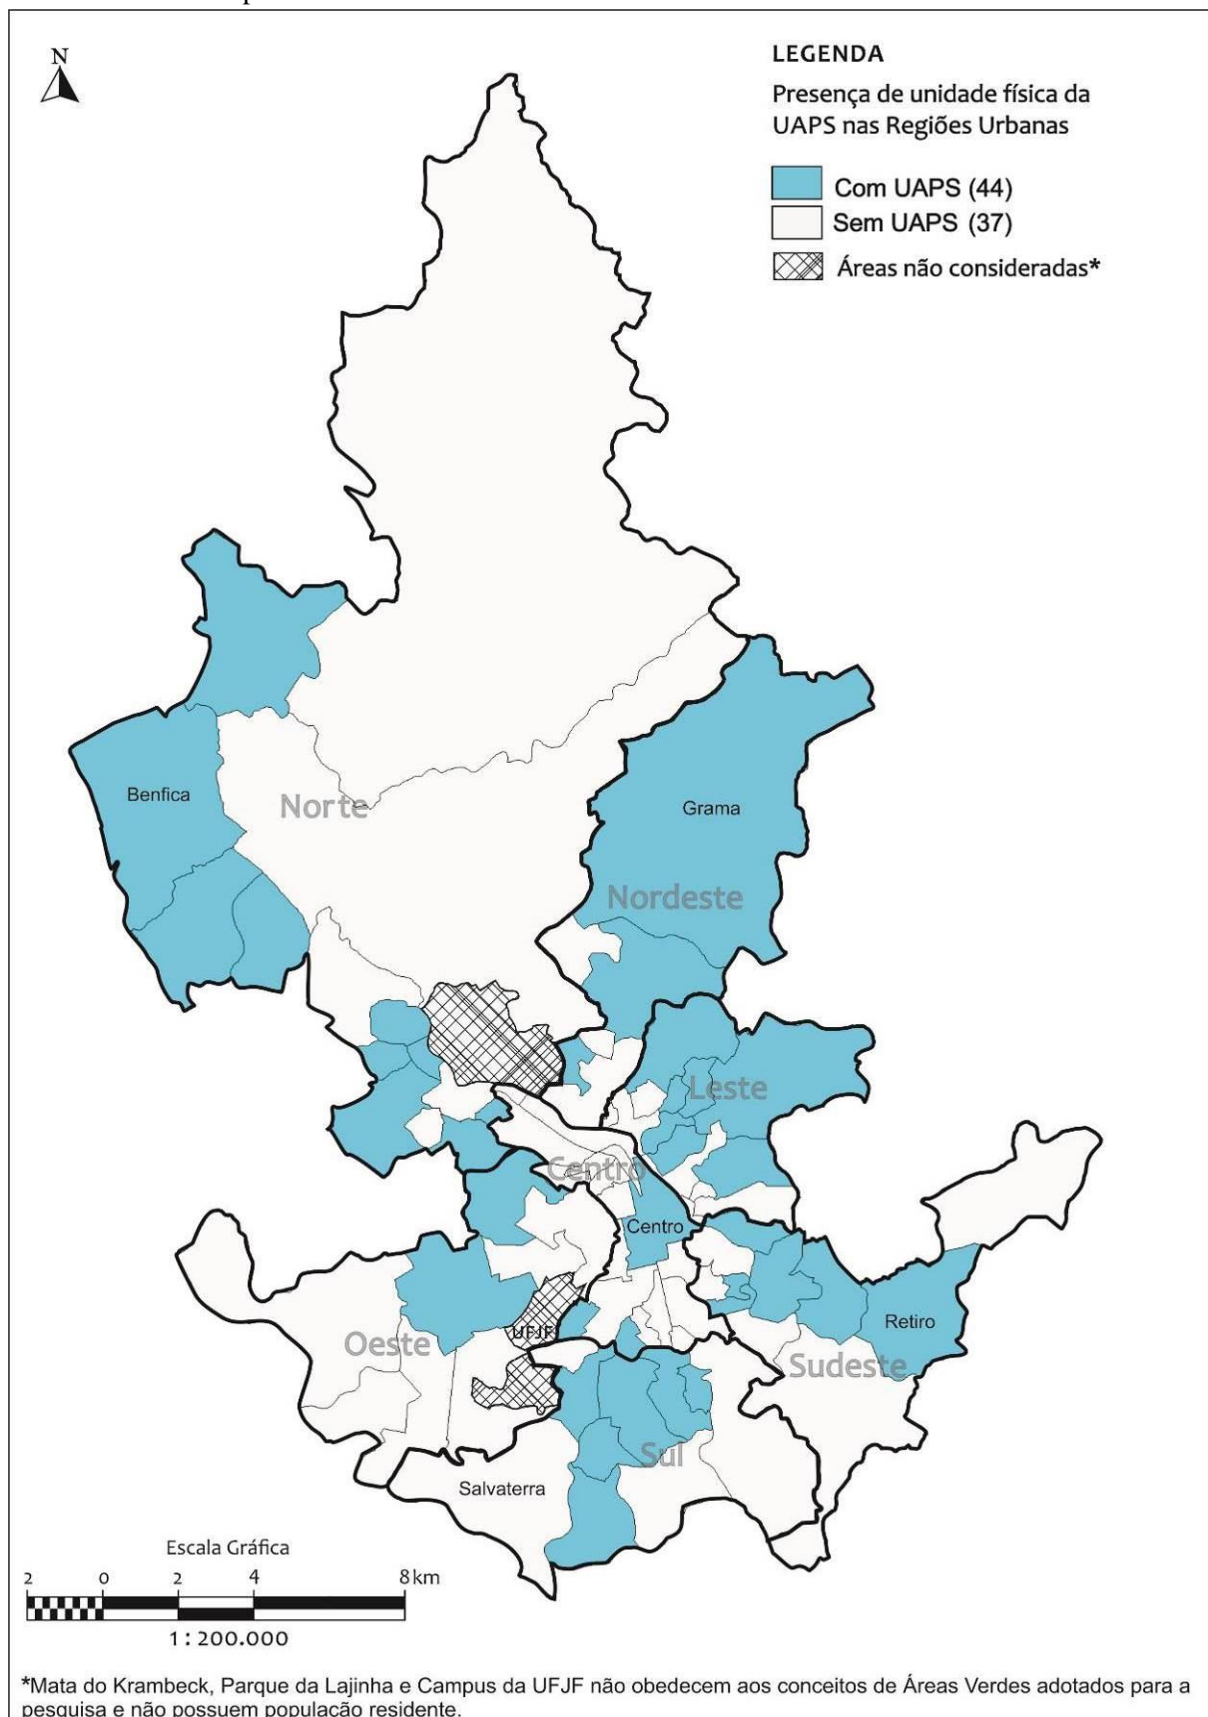 N
LEGENDA
Presença de unidade física da
UAPS nas Regiões Urbanas
Com UAPS (44)
Sem UAPS (37)
Áreas não consideradas*
Benfica
Norte
Grama
Nordeste
Leste
Centro
Centro
Retiro
UFJF
Oeste
Sudeste
Sul
Salvaterra
Escala Gráfica
2 0 2 4 8 km
1:200.000
*Mata do Krambeck, Parque da Lajinha e Campus da UFJF não obedecem aos conceitos de Áreas Verdes adotados para a
pesquisa e não possuem população residente.